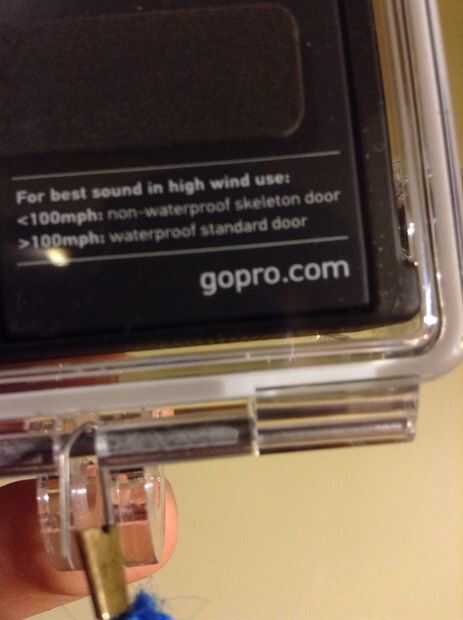 For best sound in high wind use:
<100mph: non-waterproof skeleton door
>100mph: waterproof standard door
gopro.com